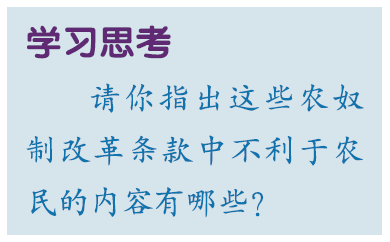 学习思考
请你指出这些农奴
制改革条款中不利于农
民的内容有哪些？